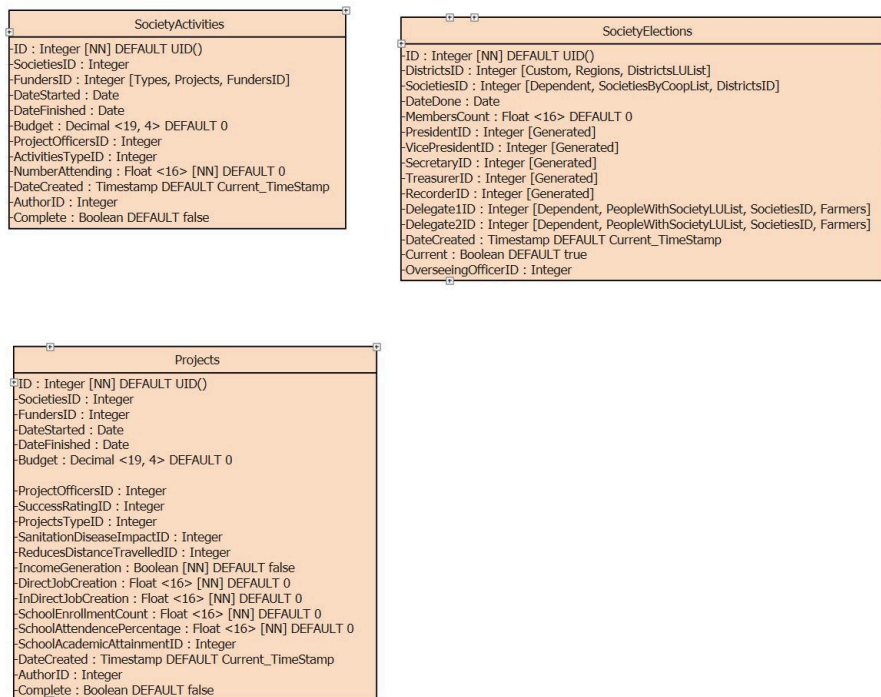 SocietyActivities
-ID : Integer [NN] DEFAULT UID()
-SocietiesID : Integer
-FundersID : Integer [Types, Projects, FundersID]
-DateStarted : Date
-DateFinished : Date
-Budget : Decimal <19, 4> DEFAULT 0
-ProjectOfficersID : Integer
-ActivitiesTypeID : Integer
-NumberAttending : Float <16> [NN] DEFAULT 0
-DateCreated : Timestamp DEFAULT Current_TimeStamp
-AuthorID : Integer
-Complete : Boolean DEFAULT false
SocietyElections
-ID : Integer [NN] DEFAULT UID()
-DistrictsID : Integer [Custom, Regions, DistrictsLUList]
-SocietiesID : Integer [Dependent, SocietiesByCoopList, DistrictsID]
-DateDone : Date
-MembersCount : Float <16> DEFAULT 0
-PresidentID : Integer [Generated]
-VicePresidentID : Integer [Generated]
-SecretaryID : Integer [Generated]
-TreasurerID : Integer [Generated]
-RecorderID : Integer [Generated]
-Delegate1ID : Integer [Dependent, PeopleWithSocietyLUList, SocietiesID, Farmers]
-Delegate2ID : Integer [Dependent, PeopleWithSocietyLUList, SocietiesID, Farmers]
-DateCreated : Timestamp DEFAULT Current_TimeStamp
-Current : Boolean DEFAULT true
-OverseeingOfficerID : Integer
Projects
-ID : Integer [NN] DEFAULT UID()
-SocietiesID : Integer
-FundersID : Integer
-DateStarted : Date
-DateFinished : Date
-Budget : Decimal <19, 4> DEFAULT 0
-ProjectOfficersID : Integer
-SuccessRatingID : Integer
-ProjectsTypeID : Integer
-SanitationDiseaseImpactID : Integer
-ReducesDistanceTravelledID : Integer
-IncomeGeneration : Boolean [NN] DEFAULT false
-DirectJobCreation : Float <16> [NN] DEFAULT 0
-InDirectJobCreation : Float <16> [NN] DEFAULT 0
-SchoolEnrollmentCount : Float <16> [NN] DEFAULT 0
-SchoolAttendencePercentage : Float <16> [NN] DEFAULT 0
-SchoolAcademicAttainmentID : Integer
-DateCreated : Timestamp DEFAULT Current_TimeStamp
-AuthorID : Integer
-Complete : Boolean DEFAULT false